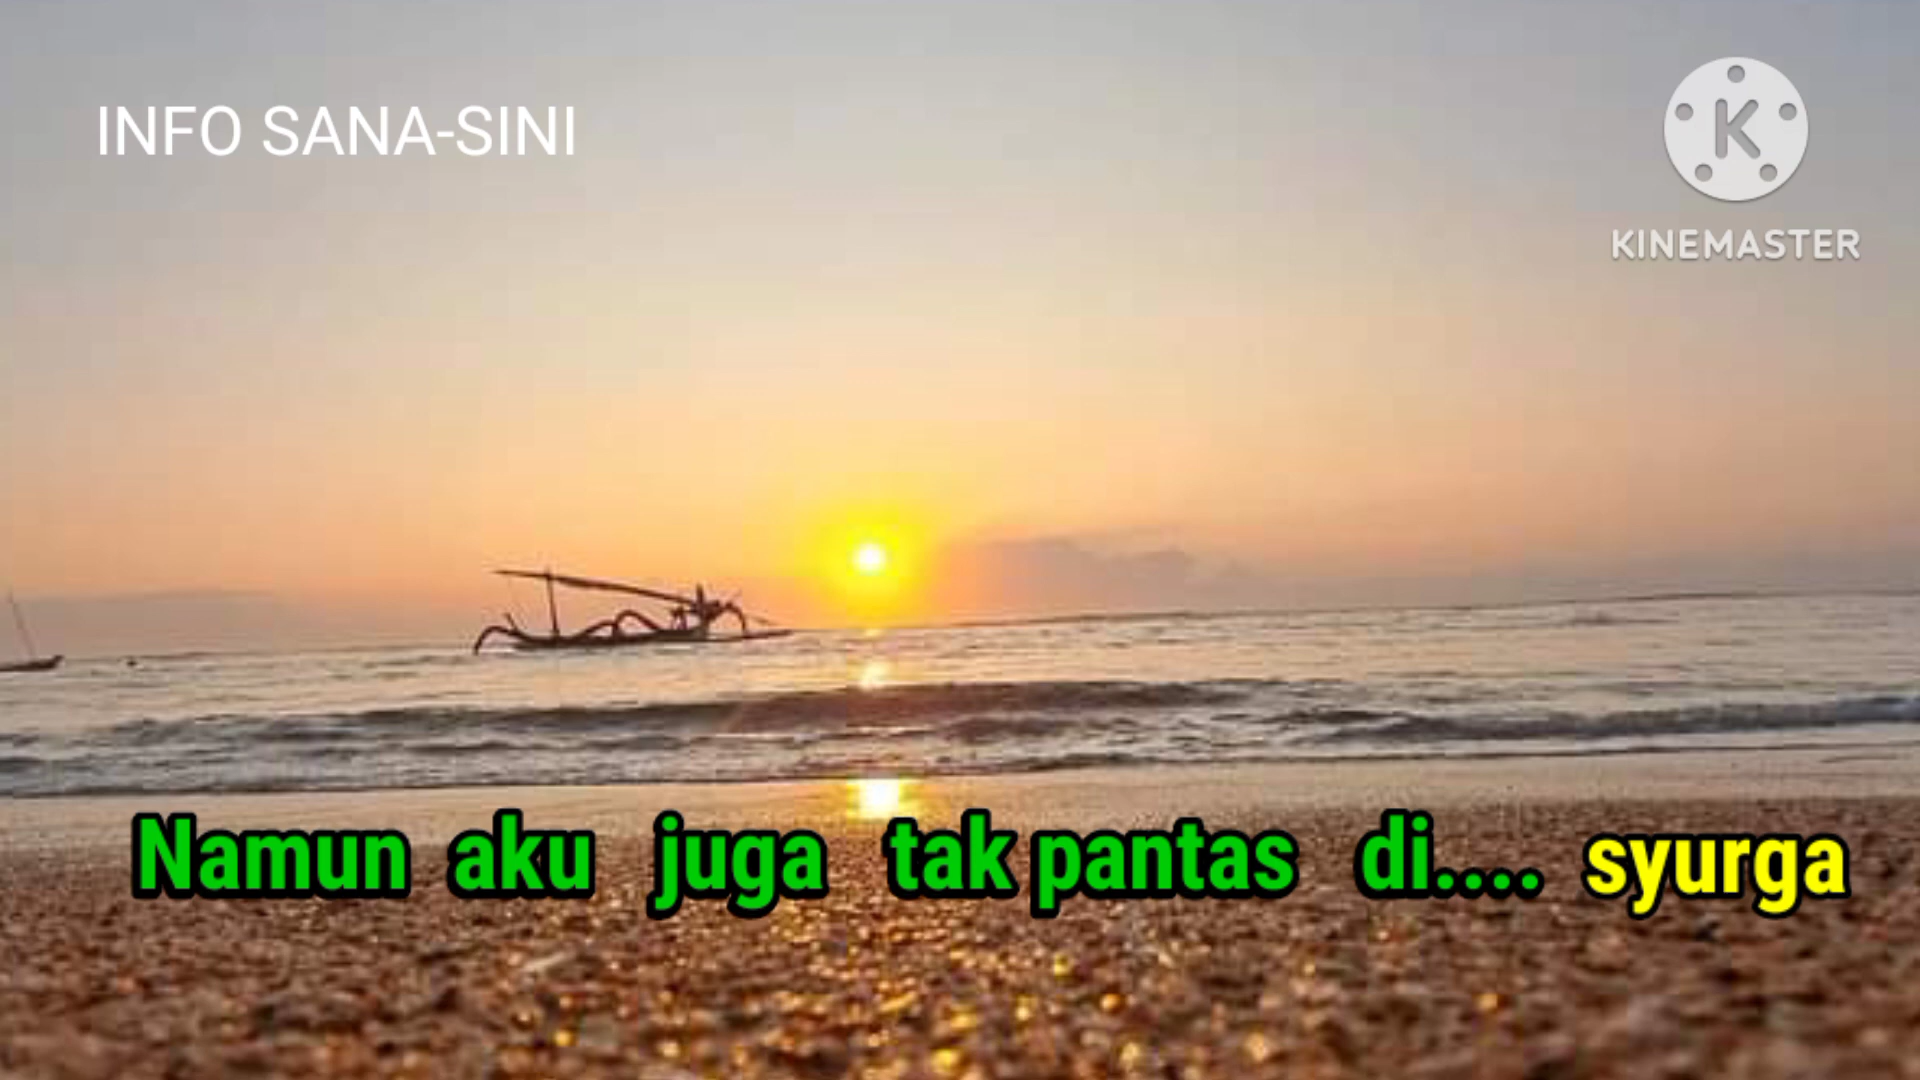 INFO SANA-SINI
K
KINEMASTER
Namun aku juga tak pantas di.... syurga